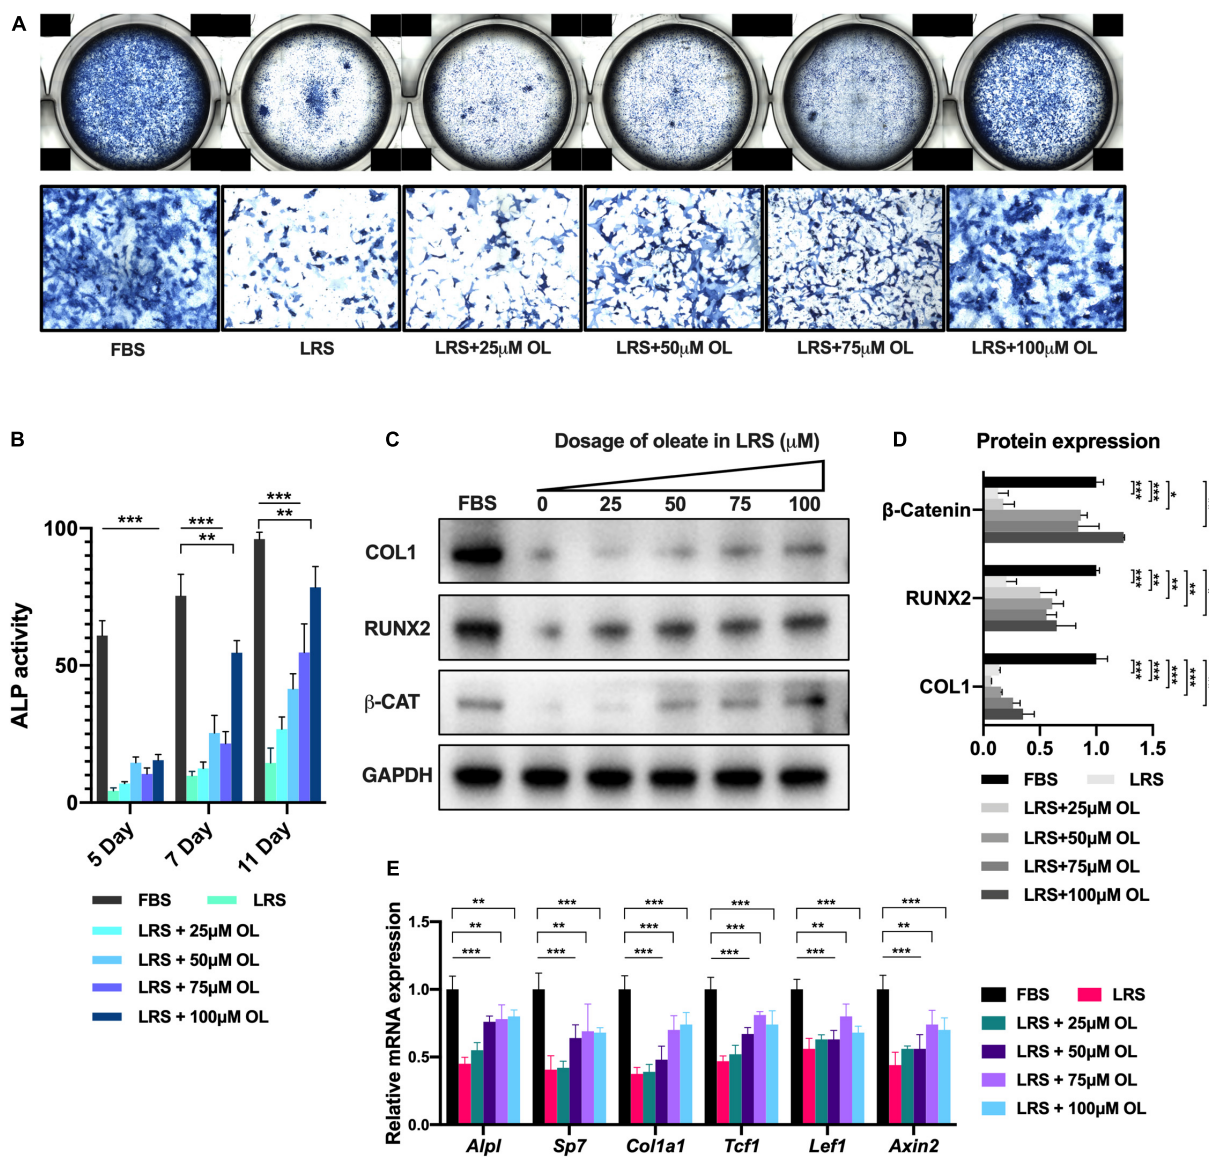 A
FBS
LRS
LRS+25μM OL
LRS+50μM OL
LRS+75μM OL
LRS+100μM OL
B
ALP activity
100
50
0
***
***
**
***
**
5 Day
7 Day
11 Day
FBS
LRS
LRS + 25μM OL
LRS + 50μM OL
LRS + 75μM OL
LRS + 100μM OL
C
Dosage of oleate in LRS (μM)
FBS 0 25 50 75 100
COL1
RUNX2
β-CAT
GAPDH
D
Protein expression
β-Catenin
*** *** *
RUNX2
*** ** ** **
COL1
*** *** *** ***
0.0 0.5 1.0 1.5
FBS
LRS
LRS+25μM OL
LRS+50μM OL
LRS+75μM OL
LRS+100μM OL
E
Relative mRNA expression
1.5
1.0
0.5
0.0
** *** *** *** *** ***
** ** *** *** ** **
*** *** *** *** *** ***
Alpl Sp7 Col1a1 Tcf1 Lef1 Axin2
FBS
LRS
LRS + 25μM OL
LRS + 50μM OL
LRS + 75μM OL
LRS + 100μM OL